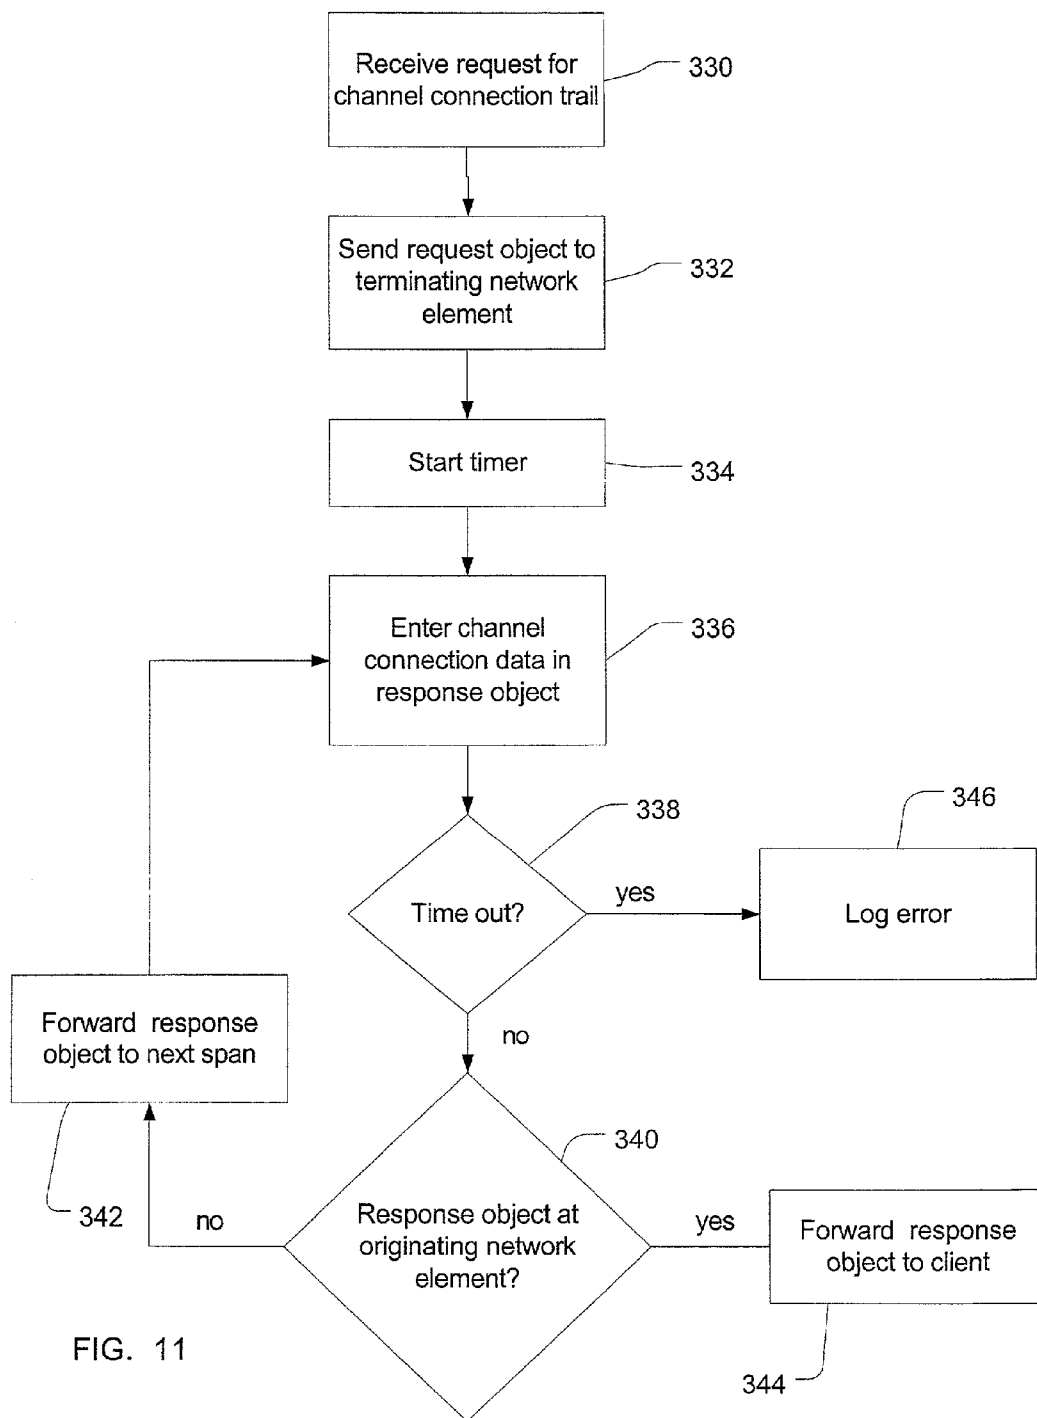 Receive request for
channel connection trail
330
Send request object to
terminating network
element
332
Start timer
334
Enter channel
connection data in
response object
336
338
Time out?
yes
346
Log error
no
Forward response
object to next span
342
no
340
Response object at
originating network
element?
yes
Forward response
object to client
344
FIG. 11